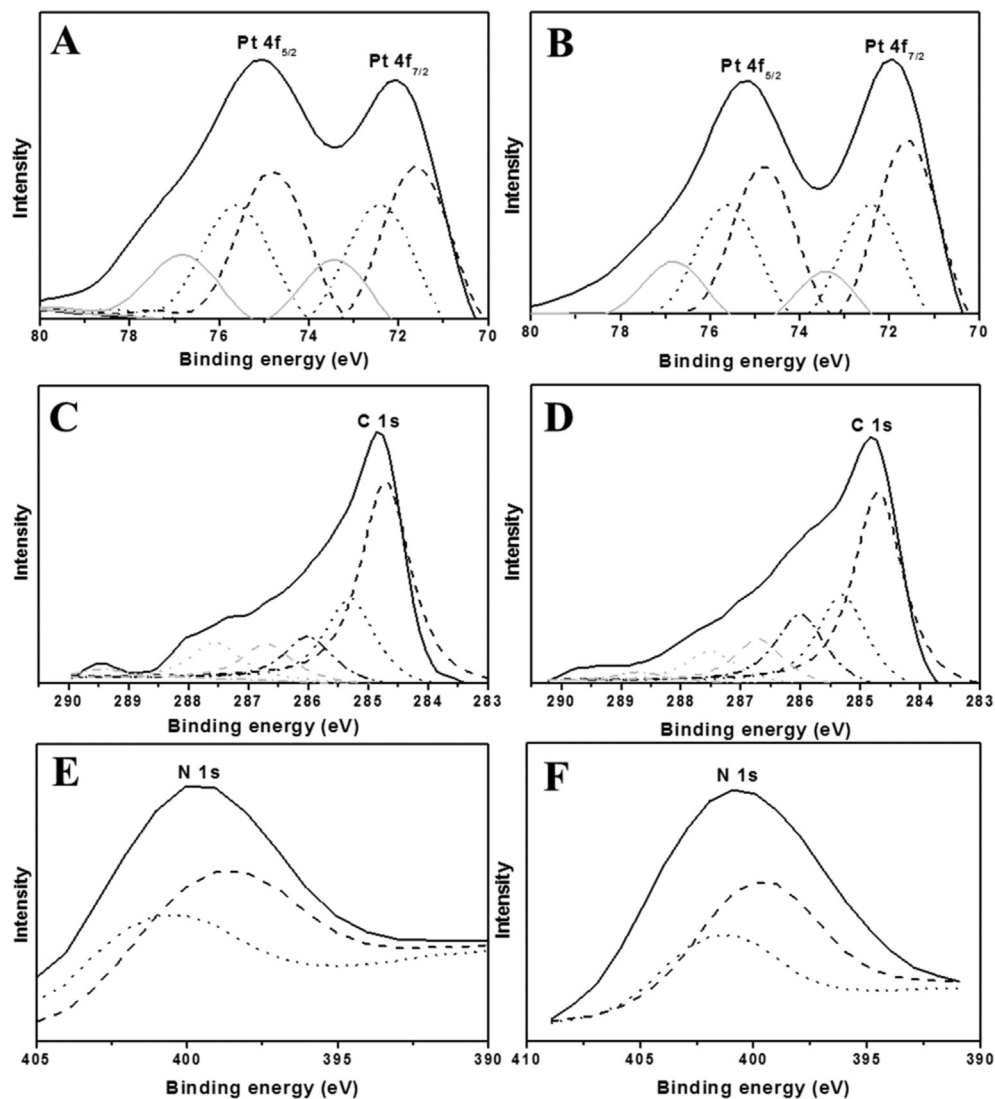 A
Pt 4f5/2
Pt 4f7/2
Intensity
80 78 76 74 72 70
Binding energy (eV)
B
Pt 4f5/2
Pt 4f7/2
Intensity
80 78 76 74 72 70
Binding energy (eV)
C
C 1s
Intensity
290 289 288 287 286 285 284 283
Binding energy (eV)
D
C 1s
Intensity
290 289 288 287 286 285 284 283
Binding energy (eV)
E
N 1s
Intensity
405 400 395 390
Binding energy (eV)
F
N 1s
Intensity
410 405 400 395 390
Binding energy (eV)